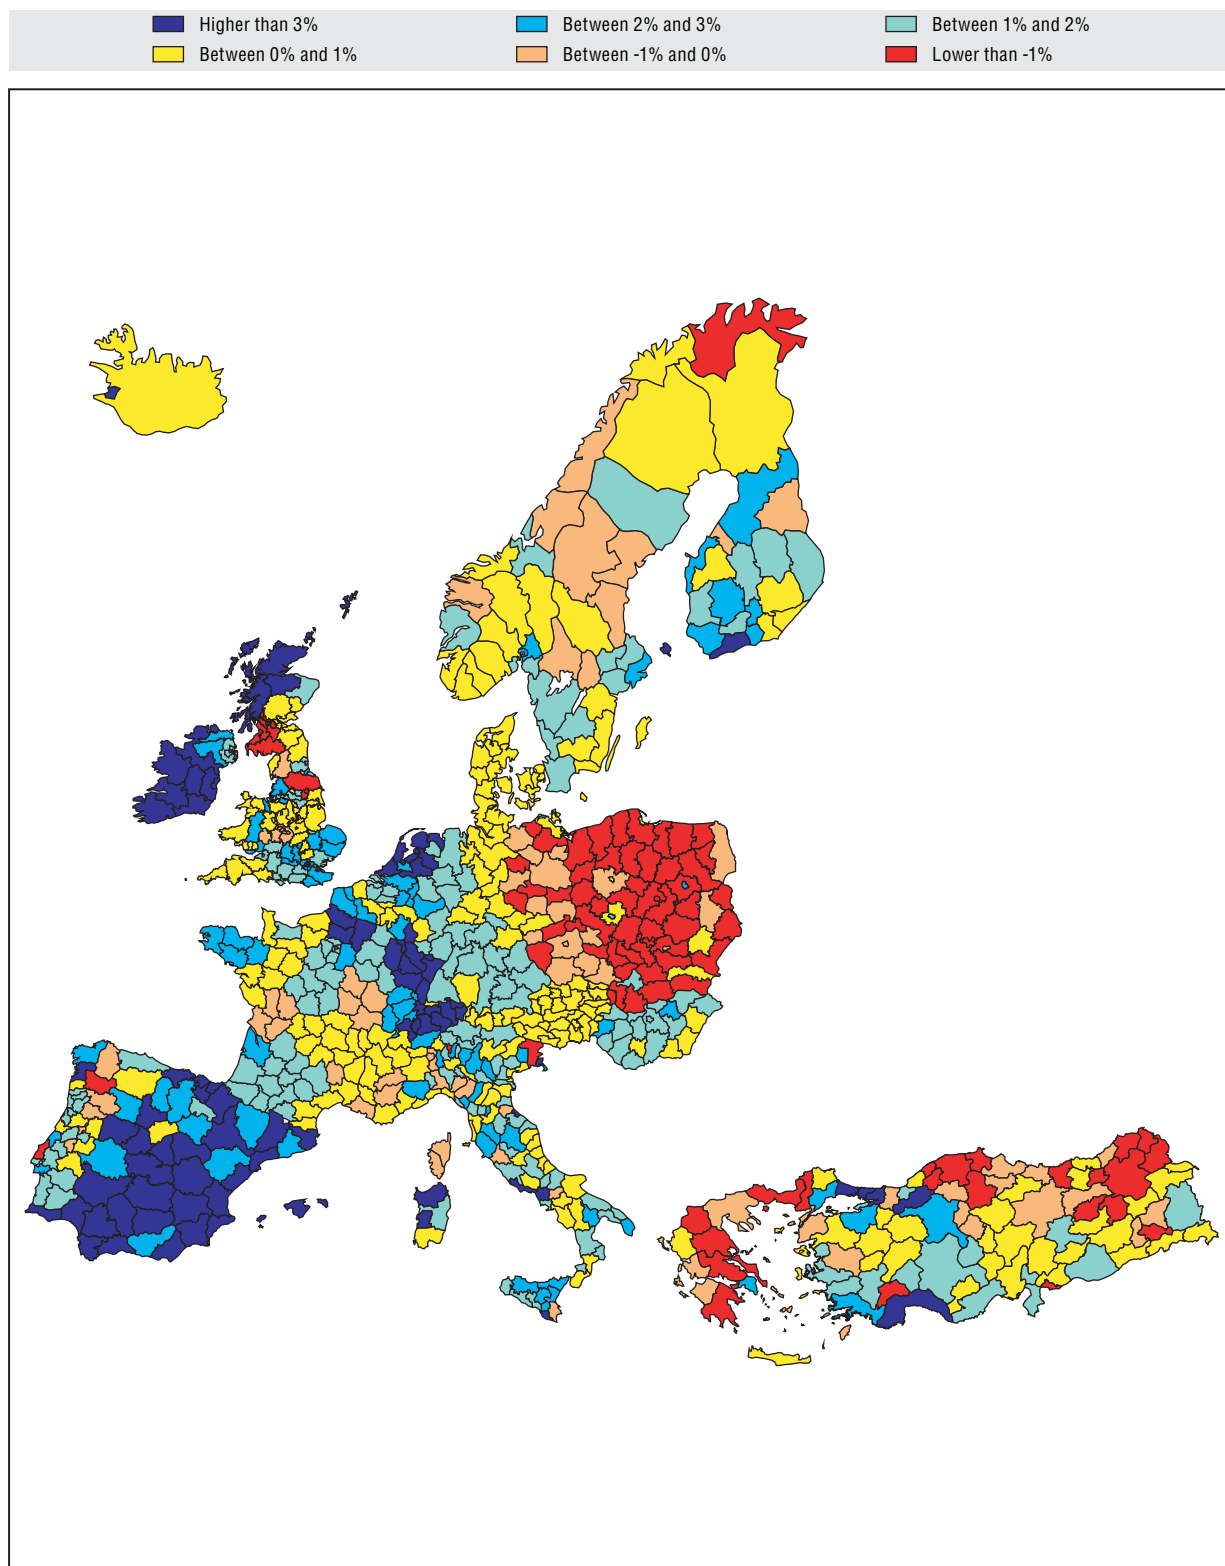 Higher than 3% Between 2% and 3% Between 1% and 2%
Between 0% and 1% Between -1% and 0% Lower than -1%